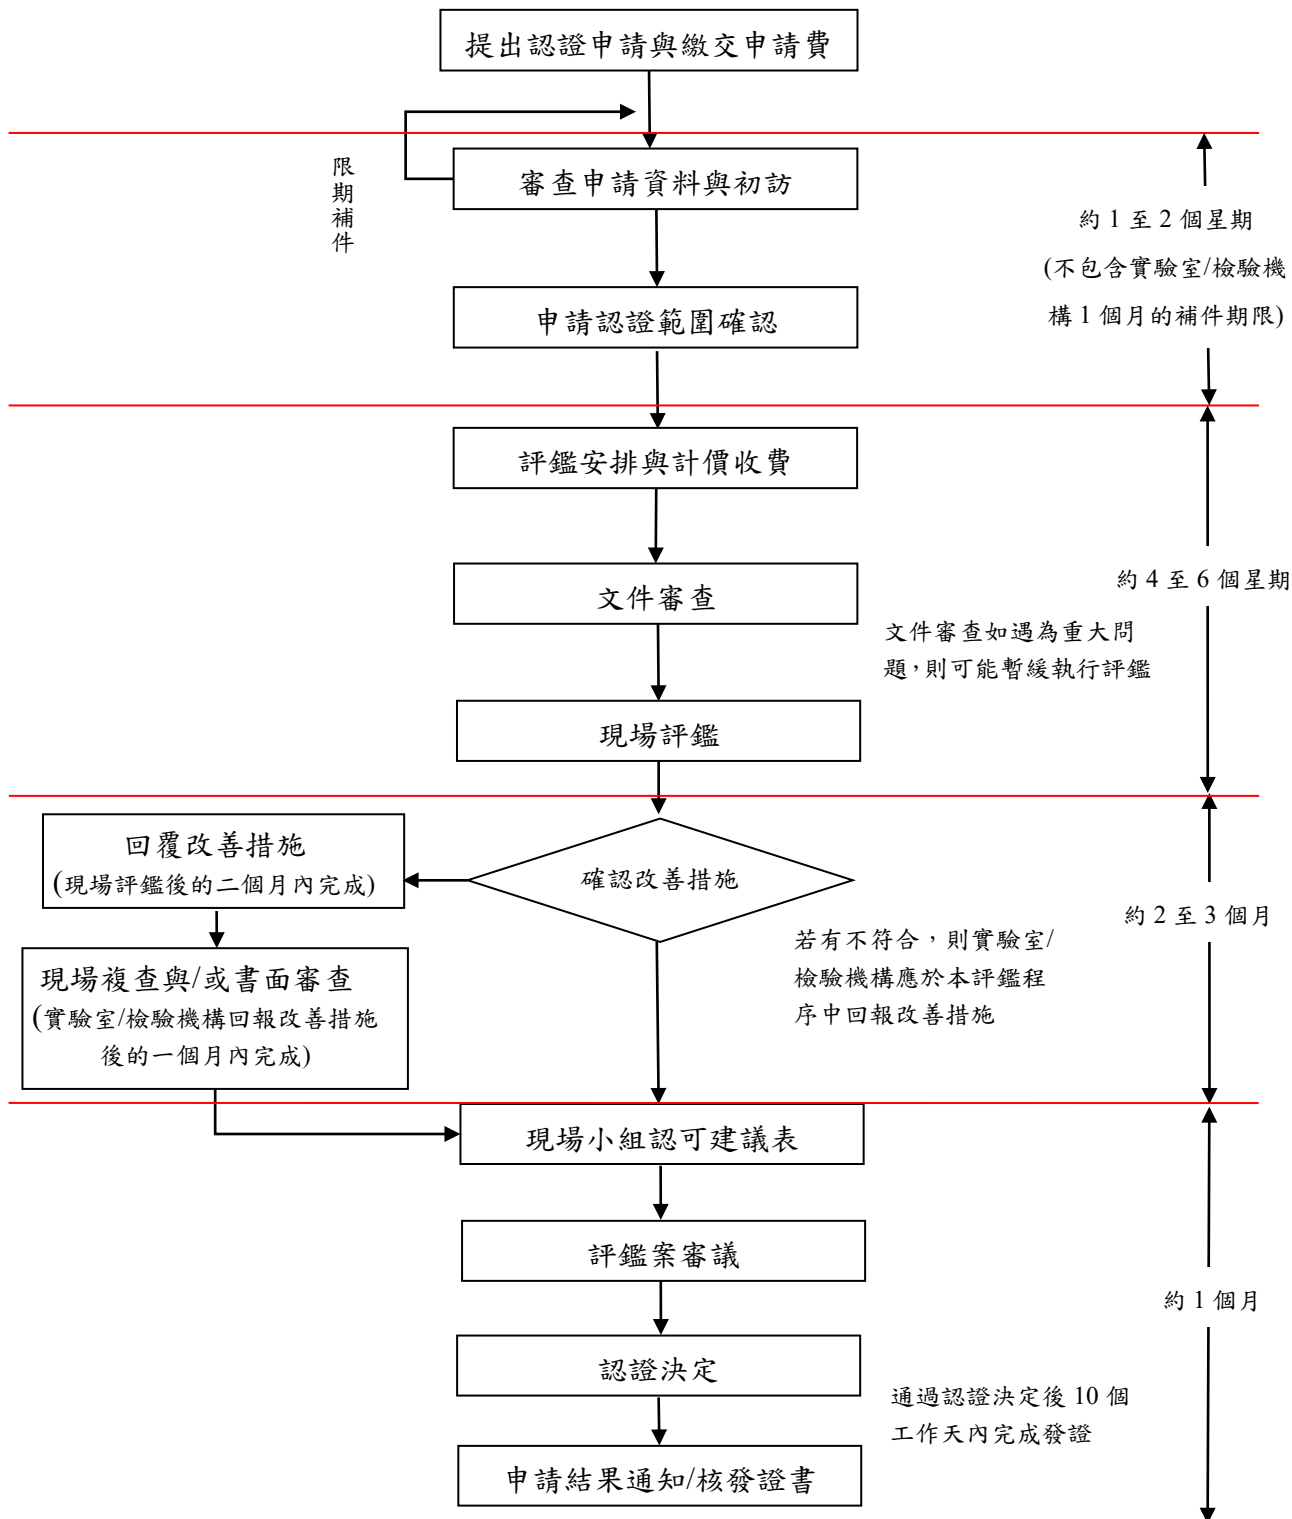 提出認證申請與繳交申請費
限期補件
審查申請資料與初訪
約 1 至 2 個星期
(不包含實驗室/檢驗機
構 1 個月的補件期限)
申請認證範圍確認
評鑑安排與計價收費
約 4 至 6 個星期
文件審查
文件審查如遇為重大問
題，則可能暫緩執行評鑑
現場評鑑
回覆改善措施
(現場評鑑後的二個月內完成)
確認改善措施
約 2 至 3 個月
若有不符合，則實驗室/
檢驗機構應於本評鑑程
序中回報改善措施
現場複查與/或書面審查
(實驗室/檢驗機構回報改善措施
後的一個月內完成)
現場小組認可建議表
評鑑案審議
約 1 個月
認證決定
通過認證決定後 10 個
工作天內完成發證
申請結果通知/核發證書